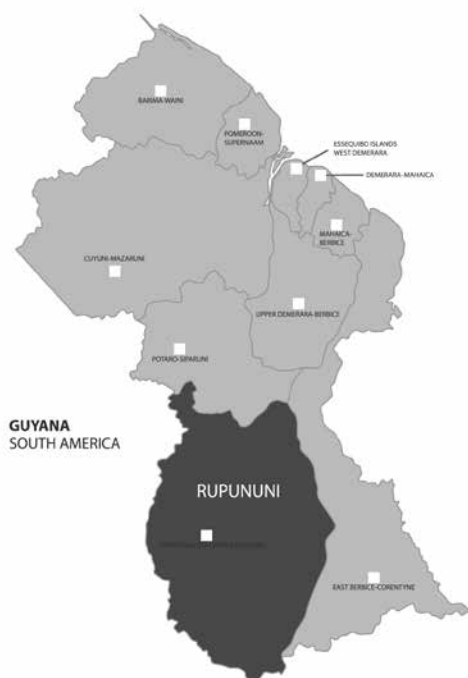 BARIMA-WAINI
POMEROON-
SUPERNAAM
ESSEQUIBO ISLANDS
WEST DEMERARA
DEMERARA-MAHAICA
MAHAICA-
BERBICE
CUYUNI-MAZARUNI
UPPER DEMERARA-BERBICE
POTARO-SIPARUNI
GUYANA
SOUTH AMERICA
RUPUNUNI
EAST BERBICE-CORENTYNE